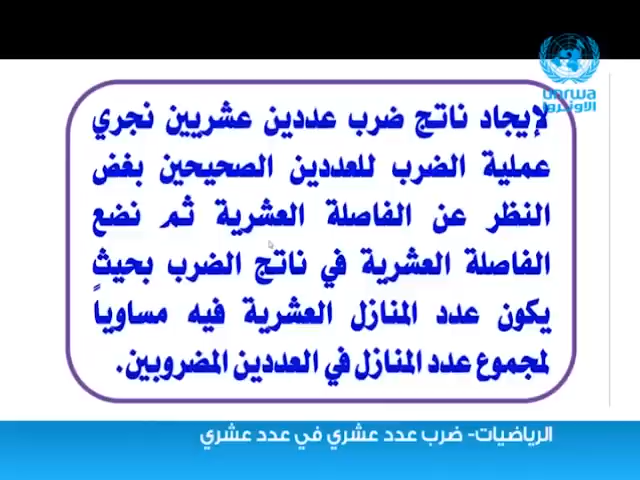 unrwa
الأونروا
لإيجاد ناتج ضرب عددين عشريين نجري
عملية الضرب للعددين الصحيحين بغض
النظر عن الفاصلة العشرية ثم نضع
الفاصلة العشرية في ناتج الضرب بحيث
يكون عدد المنازل العشرية فيه مساوياً
لمجموع عدد المنازل في العددين المضروبين.
الرياضيات- ضرب عدد عشري في عدد عشري